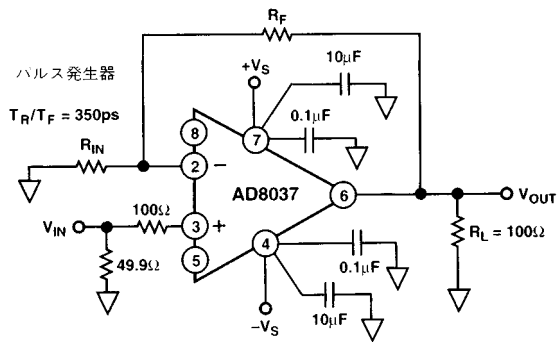 RF
+VS
10μF
パルス発生器
0.1μF
TR/TF = 350ps
8
7
RIN
2
−
AD8037
6
VOUT
VIN
100Ω
3
+
4
RL = 100Ω
49.9Ω
5
0.1μF
10μF
−VS